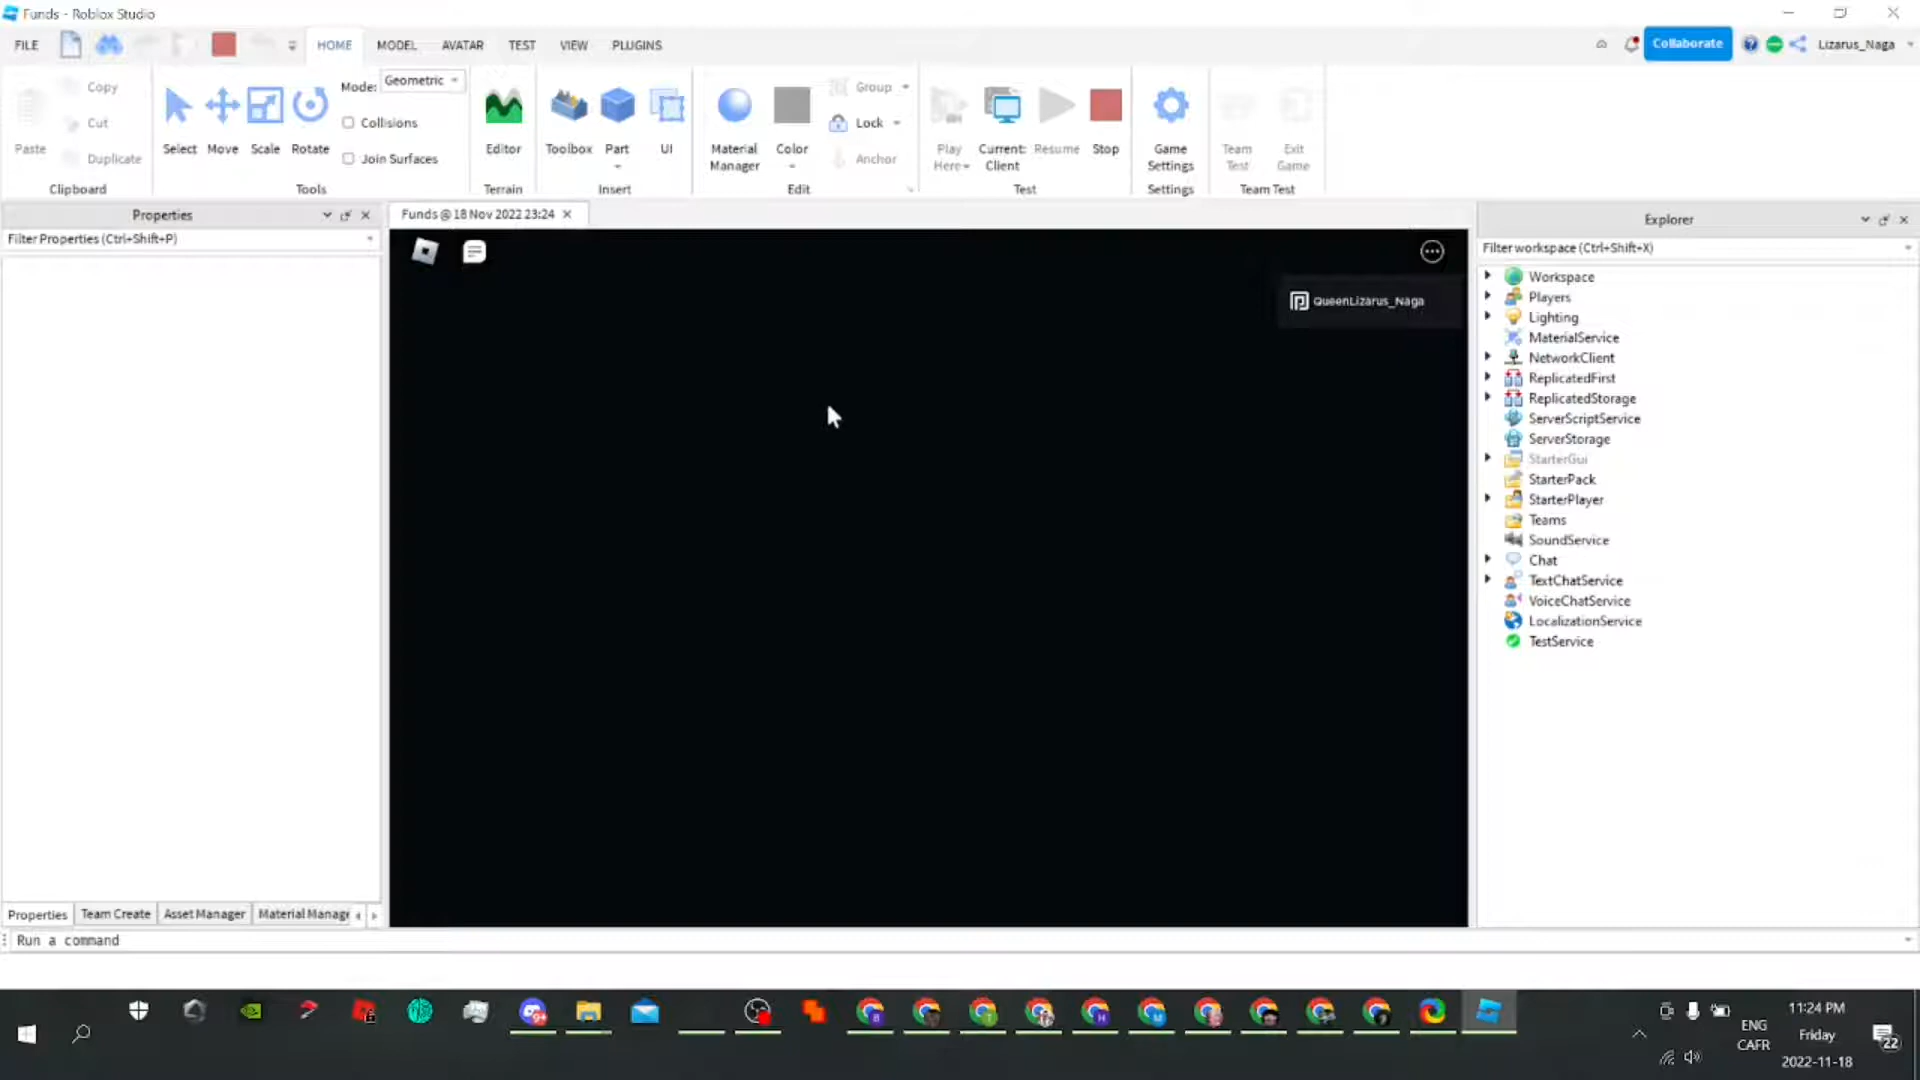 Funds - Roblox Studio
FILE HOME MODEL AVATAR TEST VIEW PLUGINS Collaborate Lizarus_Naga
Copy
Cut
Duplicate
Paste
Clipboard
Select Move Scale Rotate
Mode: Geometric
Collisions
Join Surfaces
Tools
Editor
Terrain
Toolbox Part UI
Insert
Material Manager
Color
Group
Lock
Anchor
Edit
Play Here
Current: Client
Resume
Stop
Test
Game Settings
Settings
Team Test
Exit Game
Team Test
Properties
Filter Properties (Ctrl+Shift+P)
Funds @ 18 Nov 2022 23:24
QueenLizarus_Naga
Explorer
Filter workspace (Ctrl+Shift+X)
Workspace
Players
Lighting
MaterialService
NetworkClient
ReplicatedFirst
ReplicatedStorage
ServerScriptService
ServerStorage
StarterGui
StarterPack
StarterPlayer
Teams
SoundService
Chat
TextChatService
VoiceChatService
LocalizationService
TestService
Properties Team Create Asset Manager Material Manag
Run a command
ENG
CAFR
11:24 PM
Friday
2022-11-18
22